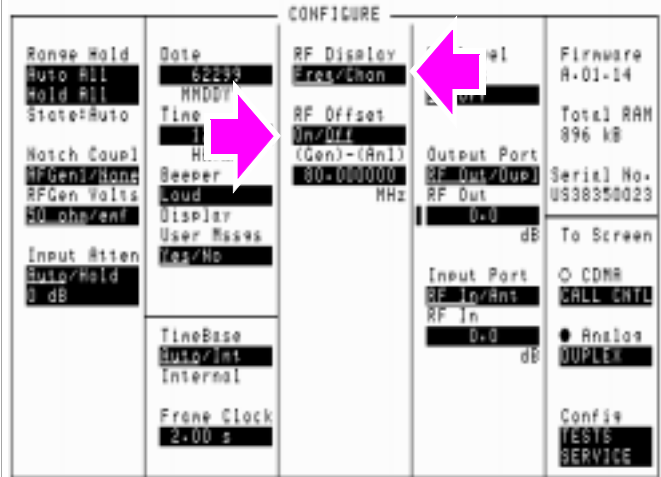 CONFIGURE
Range Hold
Auto All
Hold All
State:Auto
Notch Coupl
AFGen1/None
RFGen Volts
50 ohm/emf
Input Atten
Auto/Hold
0 dB
Date
62299
MMDDY
Time
Beeper
Loud
Display
User Mssgs
Yes/No
TimeBase
Auto/Int
Internal
Frame Clock
2.00 s
RF Display
Freq/Chan
RF Offset
On/Off
(Gen)-(Anl)
80.000000
MHz
Output Port
RF Out/Dupl
RF Out
0.0
dB
Input Port
RF In/Ant
RF In
0.0
dB
Firmware
A.01.14
Total RAM
896 kB
Serial No.
US38350023
To Screen
CDMA
CALL CNTL
Analog
DUPLEX
Config
TESTS
SERVICE